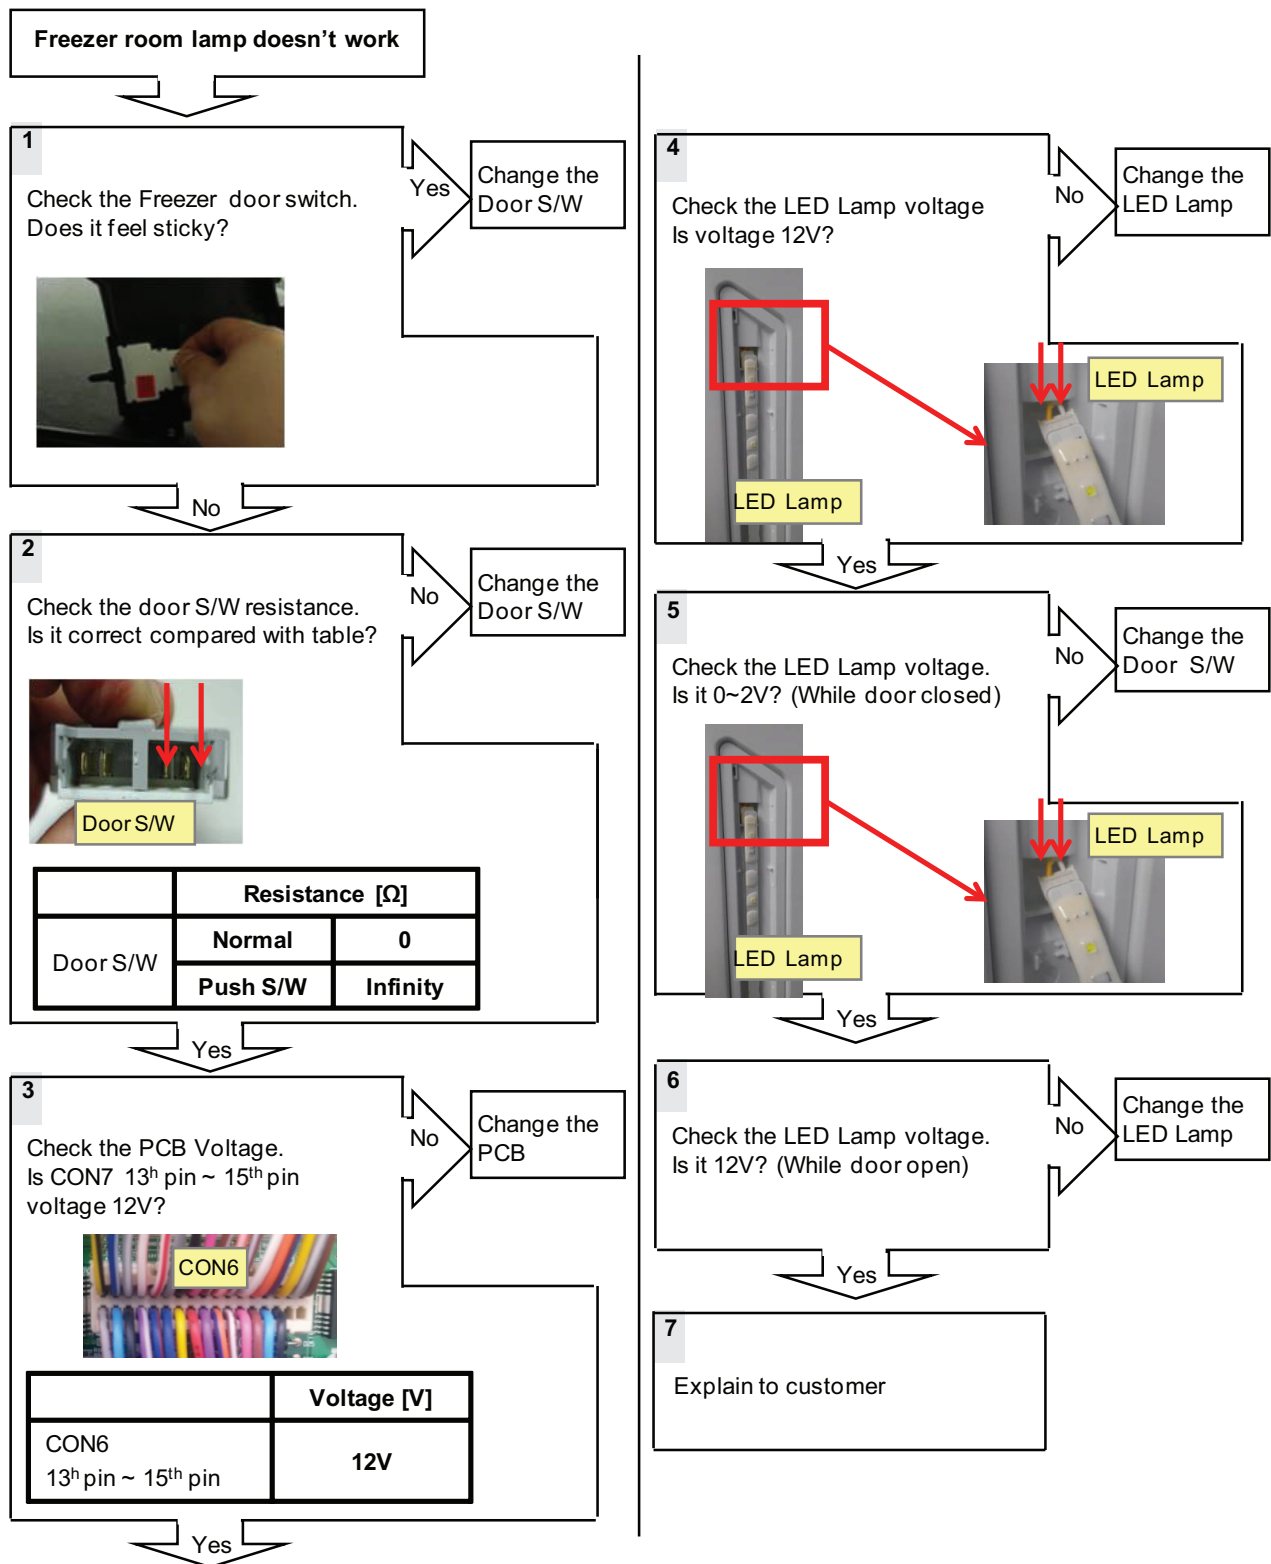 Freezer room lamp doesn't work
1
Check the Freezer door switch.
Does it feel sticky?
Yes
Change the
Door S/W
No
2
Check the door S/W resistance.
Is it correct compared with table?
No
Change the
Door S/W
Door S/W
Resistance [Ω]
Door S/W
Normal
0
Push S/W
Infinity
Yes
3
Check the PCB Voltage.
Is CON7 13h pin ~ 15th pin
voltage 12V?
No
Change the
PCB
CON6
Voltage [V]
CON6
13h pin ~ 15th pin
12V
Yes
4
Check the LED Lamp voltage
Is voltage 12V?
No
Change the
LED Lamp
LED Lamp
LED Lamp
Yes
5
Check the LED Lamp voltage.
Is it 0~2V? (While door closed)
No
Change the
Door S/W
LED Lamp
LED Lamp
Yes
6
Check the LED Lamp voltage.
Is it 12V? (While door open)
No
Change the
LED Lamp
Yes
7
Explain to customer